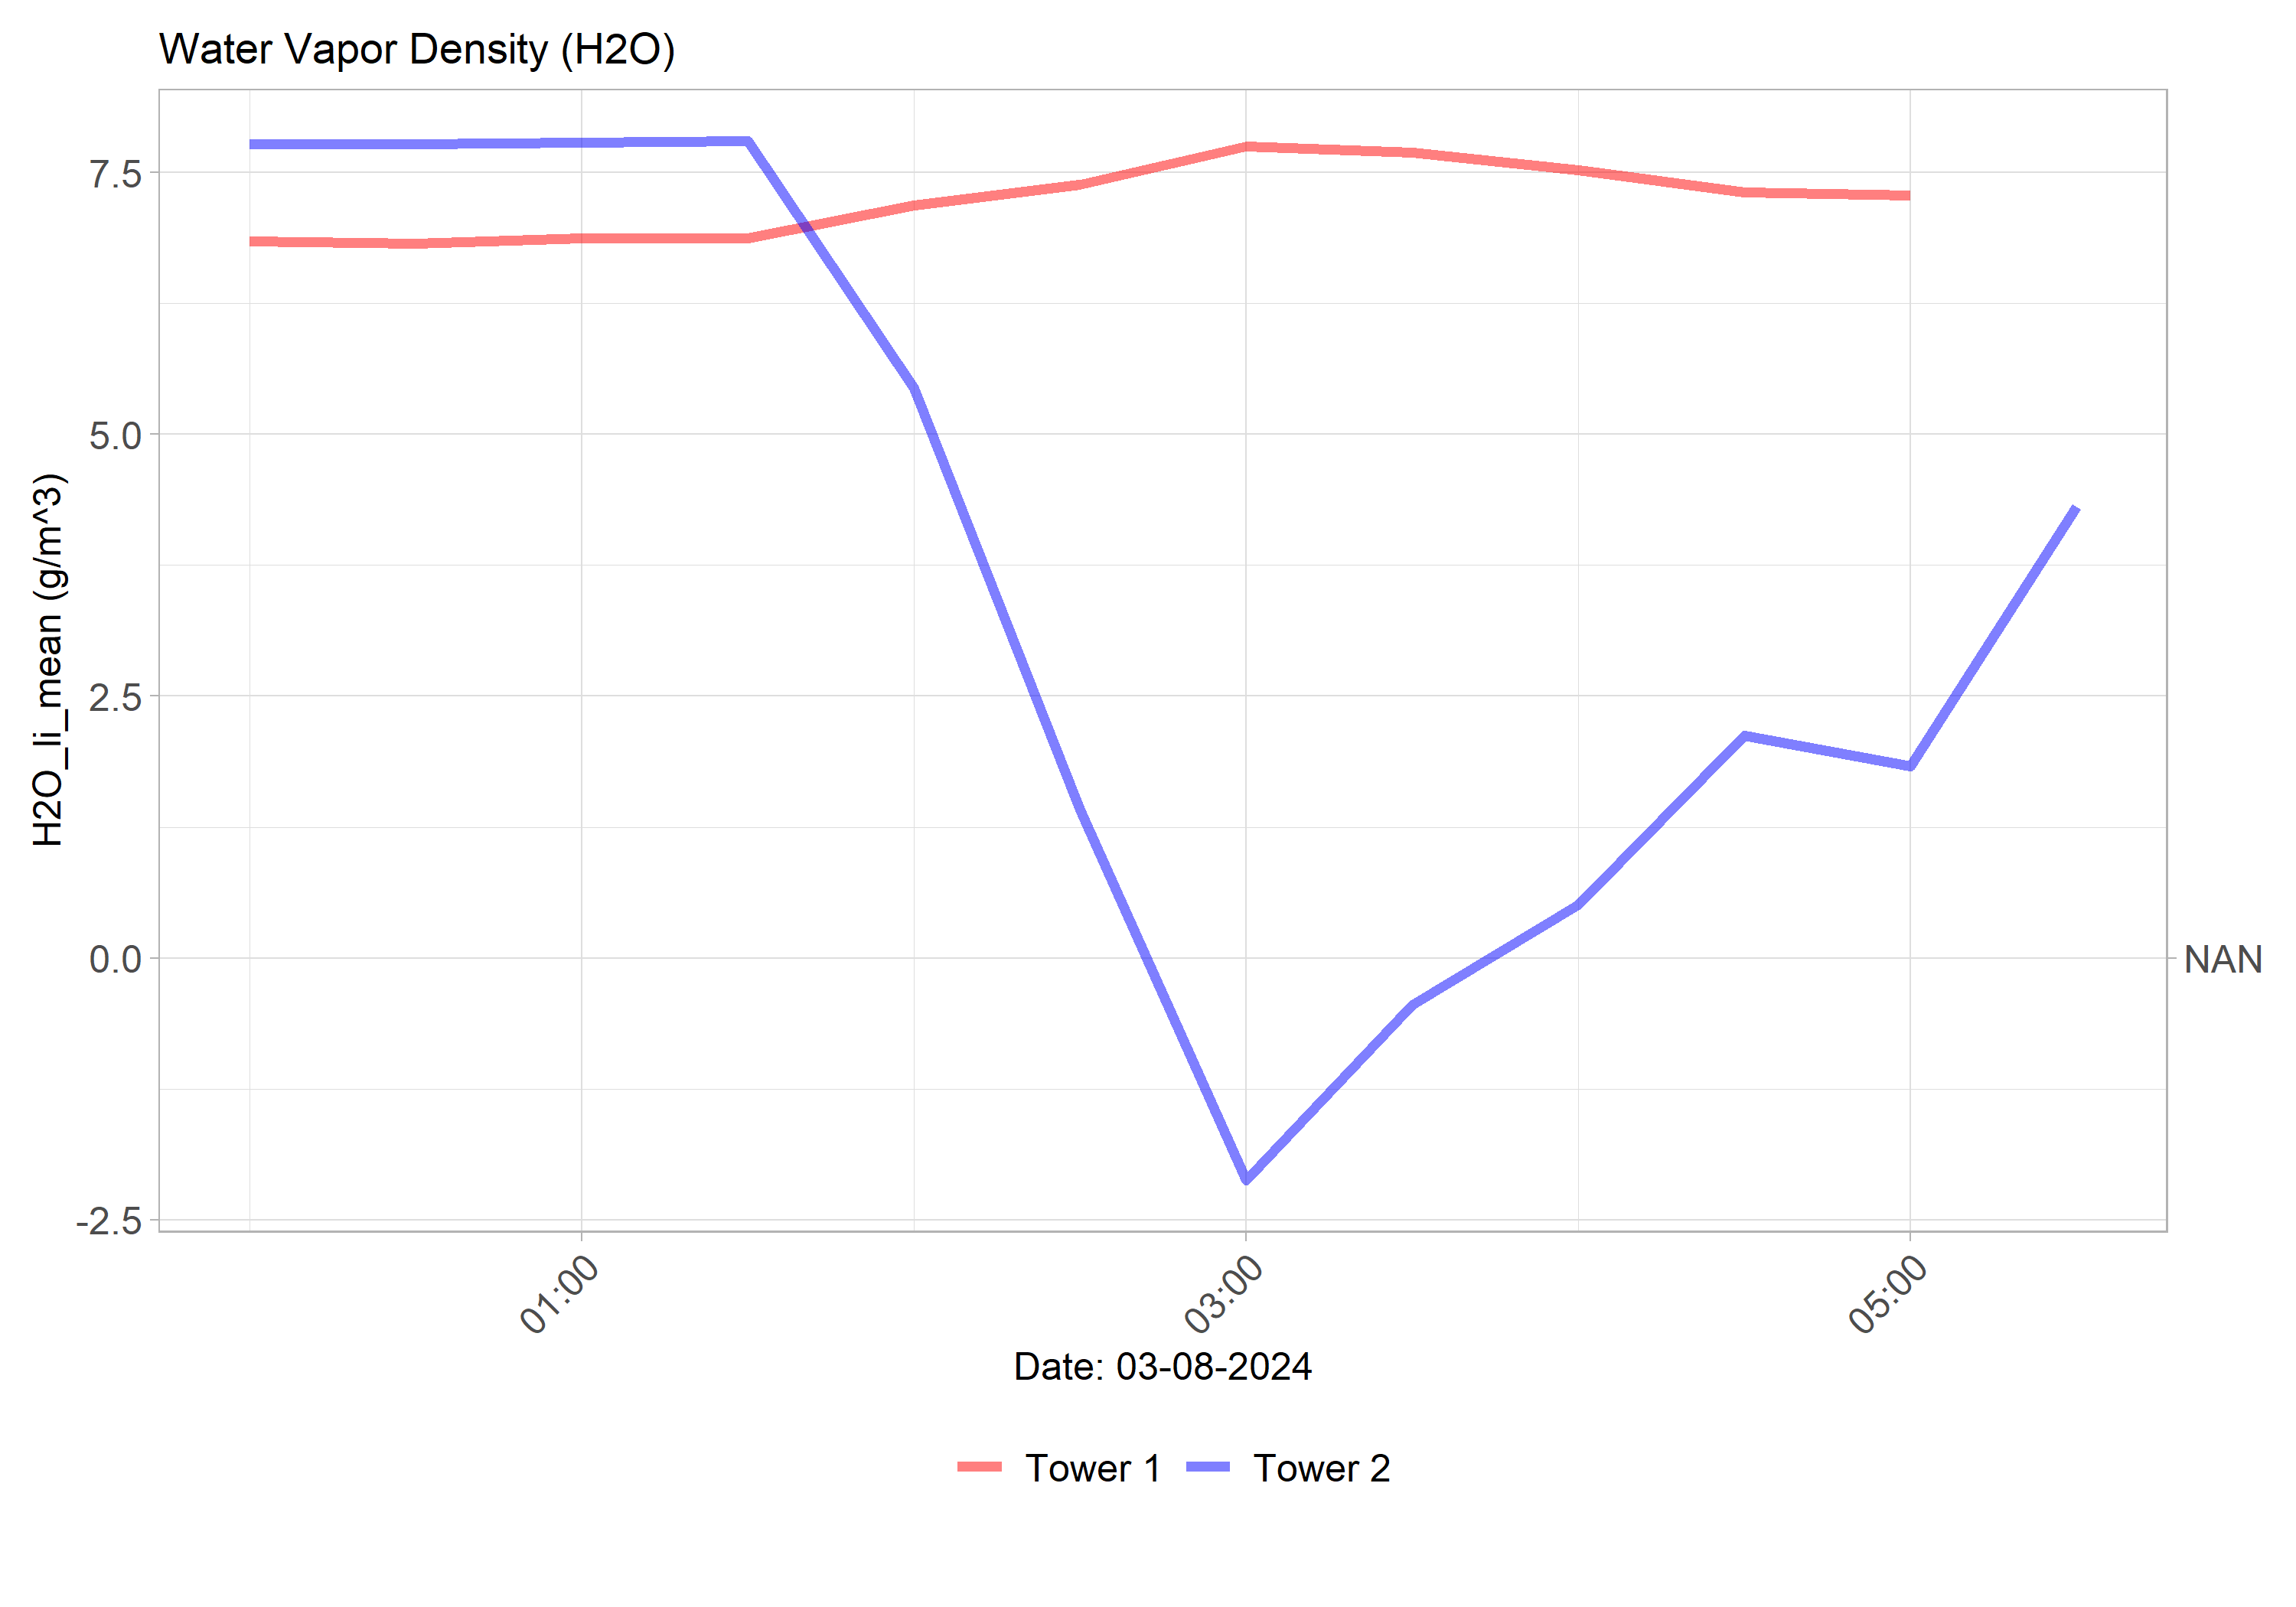 Water Vapor Density (H2O)
H2O_li_mean (g/m^3)
7.5
5.0
2.5
0.0
-2.5
NAN
01:00
03:00
05:00
Date: 03-08-2024
Tower 1
Tower 2